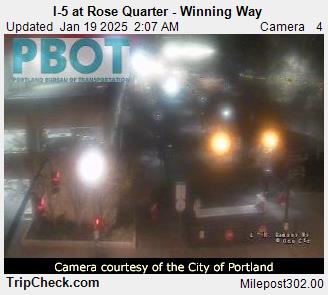 I-5 at Rose Quarter - Winning Way
Updated Jan 19 2025 2:07 AM Camera 4
PBOT
PORTLAND BUREAU OF TRANSPORTATION
Camera courtesy of the City of Portland
TripCheck.com Milepost302.00